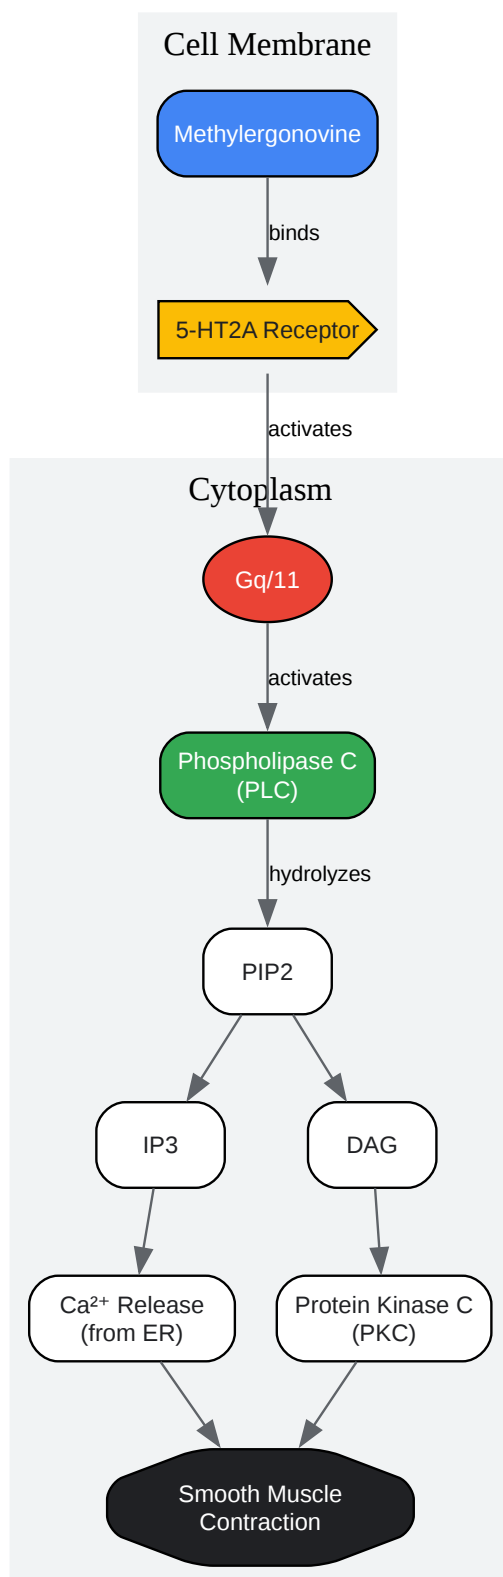 Cell Membrane
Methylergonovine
binds
5-HT2A Receptor
activates
Cytoplasm
Gq/11
activates
Phospholipase C
(PLC)
hydrolyzes
PIP2
IP3
DAG
Ca²⁺ Release
(from ER)
Protein Kinase C
(PKC)
Smooth Muscle
Contraction